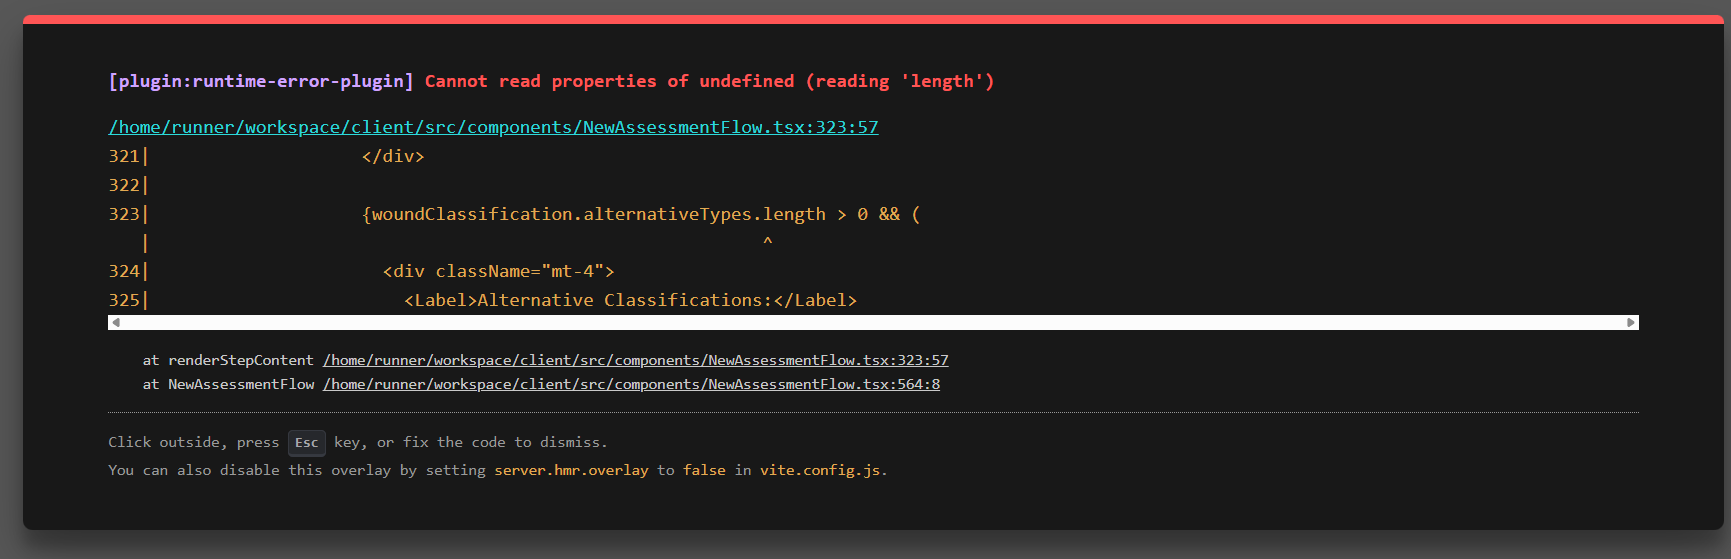 [plugin:runtime-error-plugin] Cannot read properties of undefined (reading 'length')
/home/runner/workspace/client/src/components/NewAssessmentFlow.tsx:323:57
321|                    </div>
322|
323|                    {woundClassification.alternativeTypes.length > 0 && (
   |                                                          ^
324|                      <div className="mt-4">
325|                        <Label>Alternative Classifications:</Label>
at renderStepContent /home/runner/workspace/client/src/components/NewAssessmentFlow.tsx:323:57
at NewAssessmentFlow /home/runner/workspace/client/src/components/NewAssessmentFlow.tsx:564:8
Click outside, press Esc key, or fix the code to dismiss.
You can also disable this overlay by setting server.hmr.overlay to false in vite.config.js.